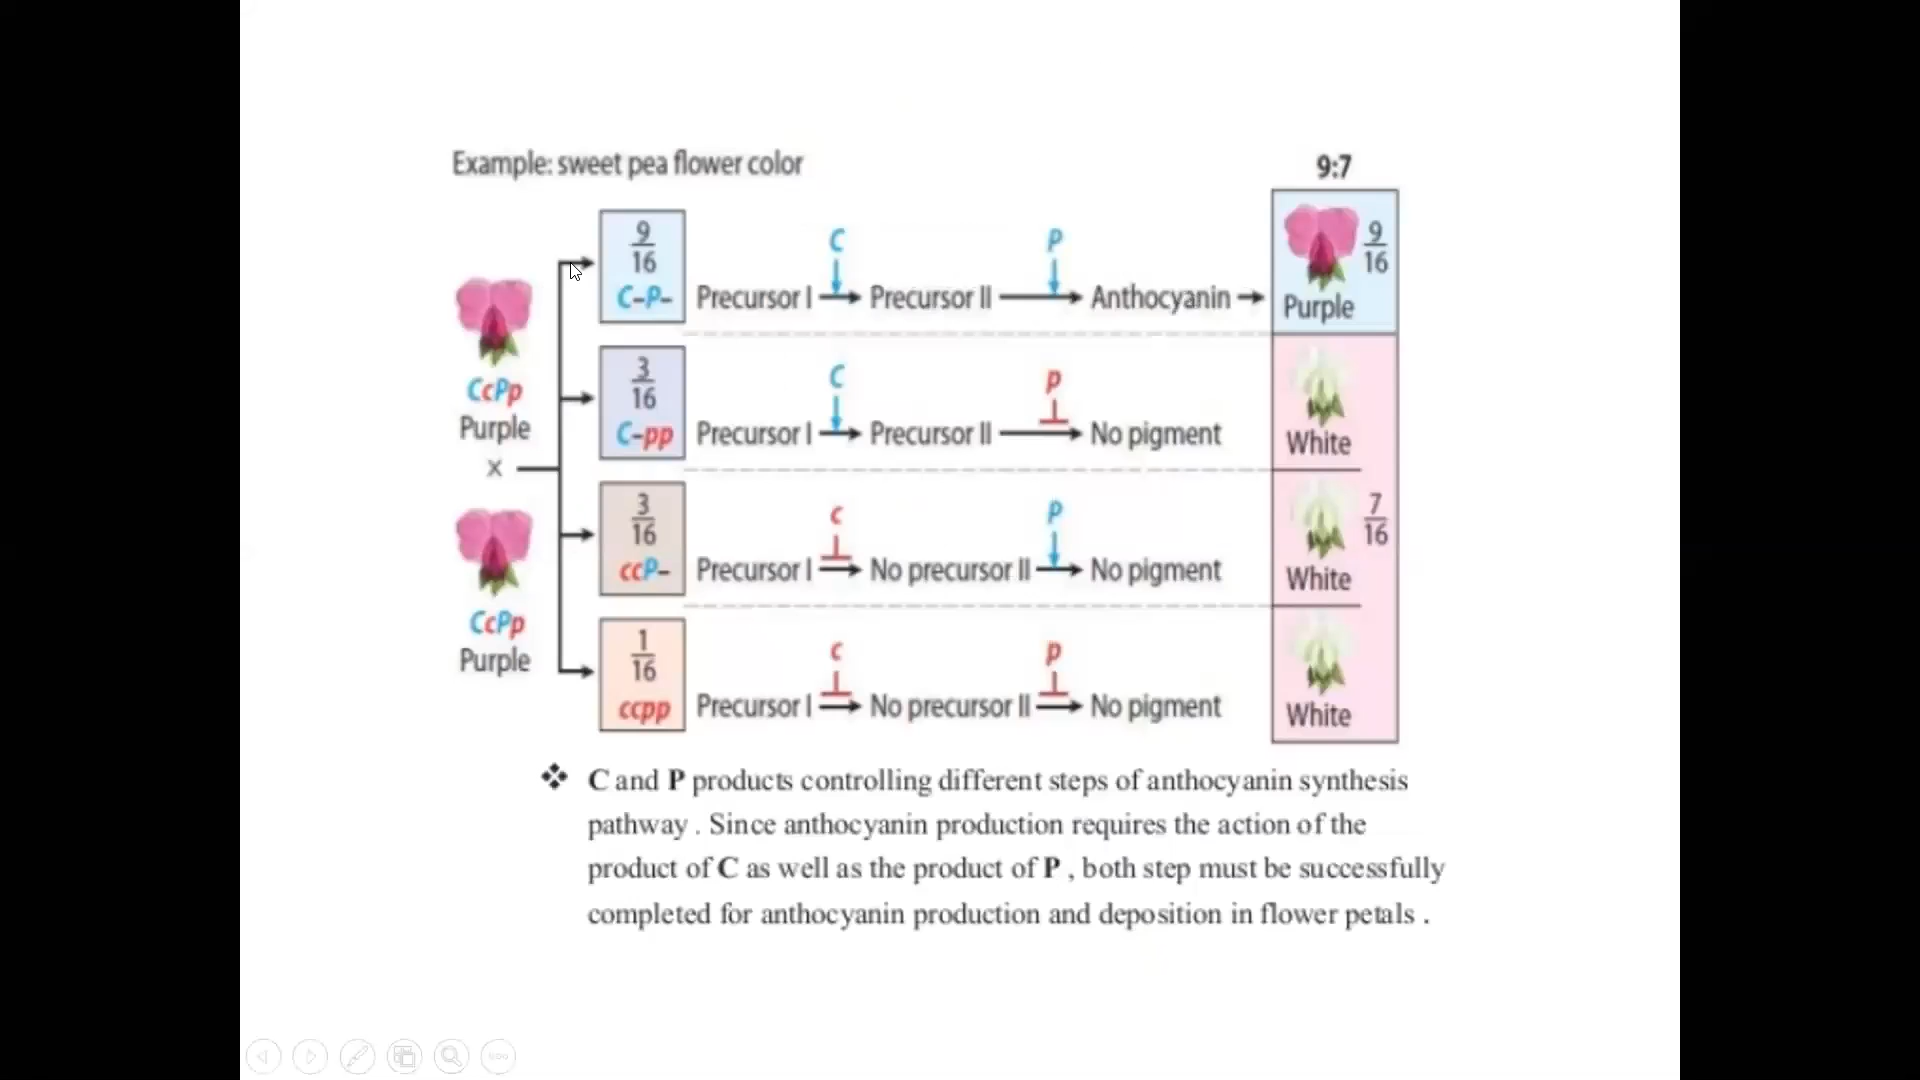 Example: sweet pea flower color
9:7
9
16
C-P-
Precursor I
C
Precursor II
P
Anthocyanin
Purple
9
16
CcPp
Purple
x
CcPp
Purple
3
16
C-pp
Precursor I
C
Precursor II
p
No pigment
White
3
16
ccP-
Precursor I
c
No precursor II
P
No pigment
White
7
16
1
16
ccpp
Precursor I
c
No precursor II
p
No pigment
White
C and P products controlling different steps of anthocyanin synthesis
pathway . Since anthocyanin production requires the action of the
product of C as well as the product of P , both step must be successfully
completed for anthocyanin production and deposition in flower petals .